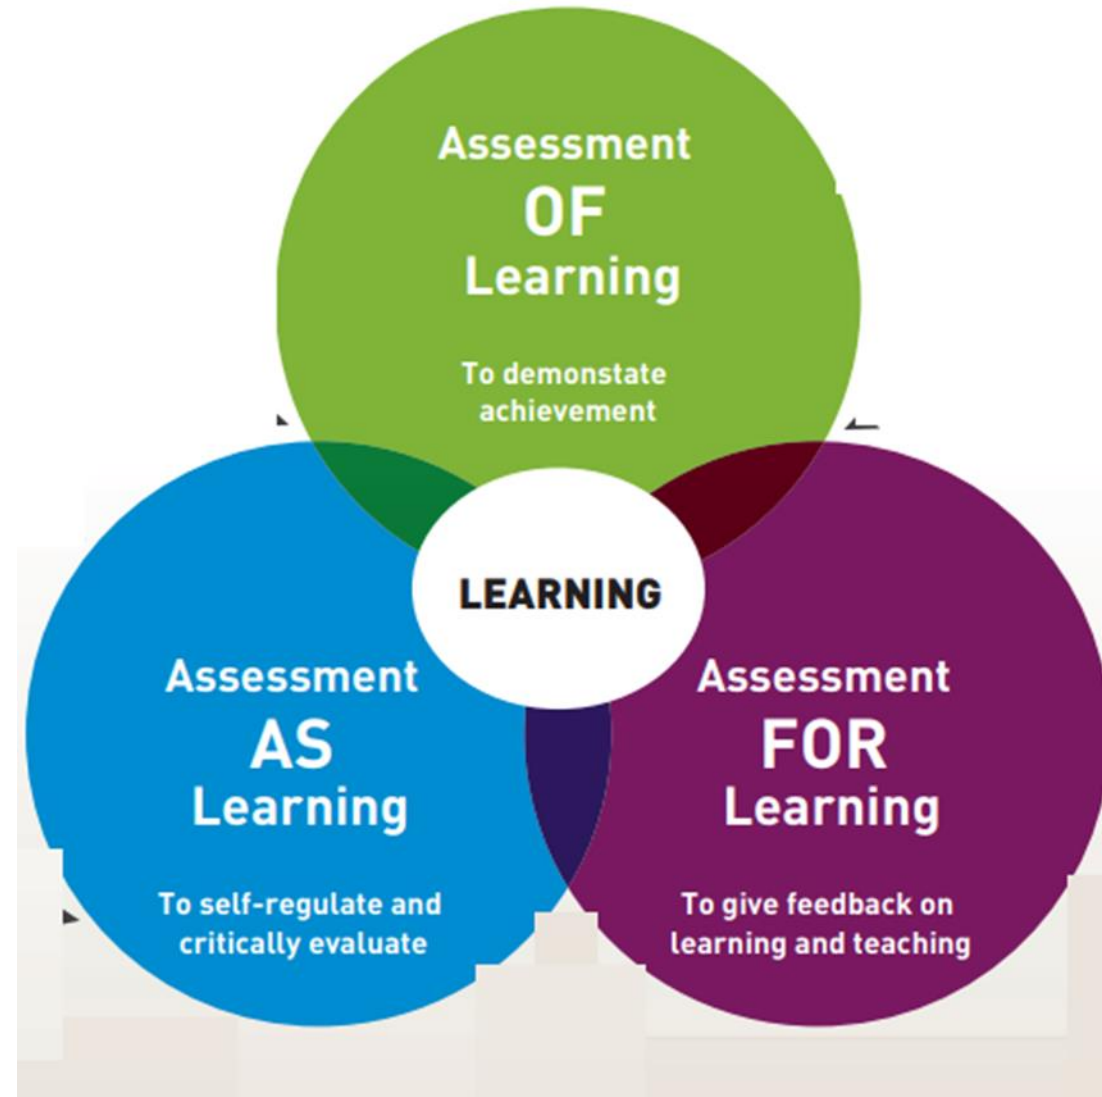 Assessment
OF
Learning
To demonstate
achievement
LEARNING
Assessment
AS
Learning
To self-regulate and
critically evaluate
Assessment
FOR
Learning
To give feedback on
learning and teaching